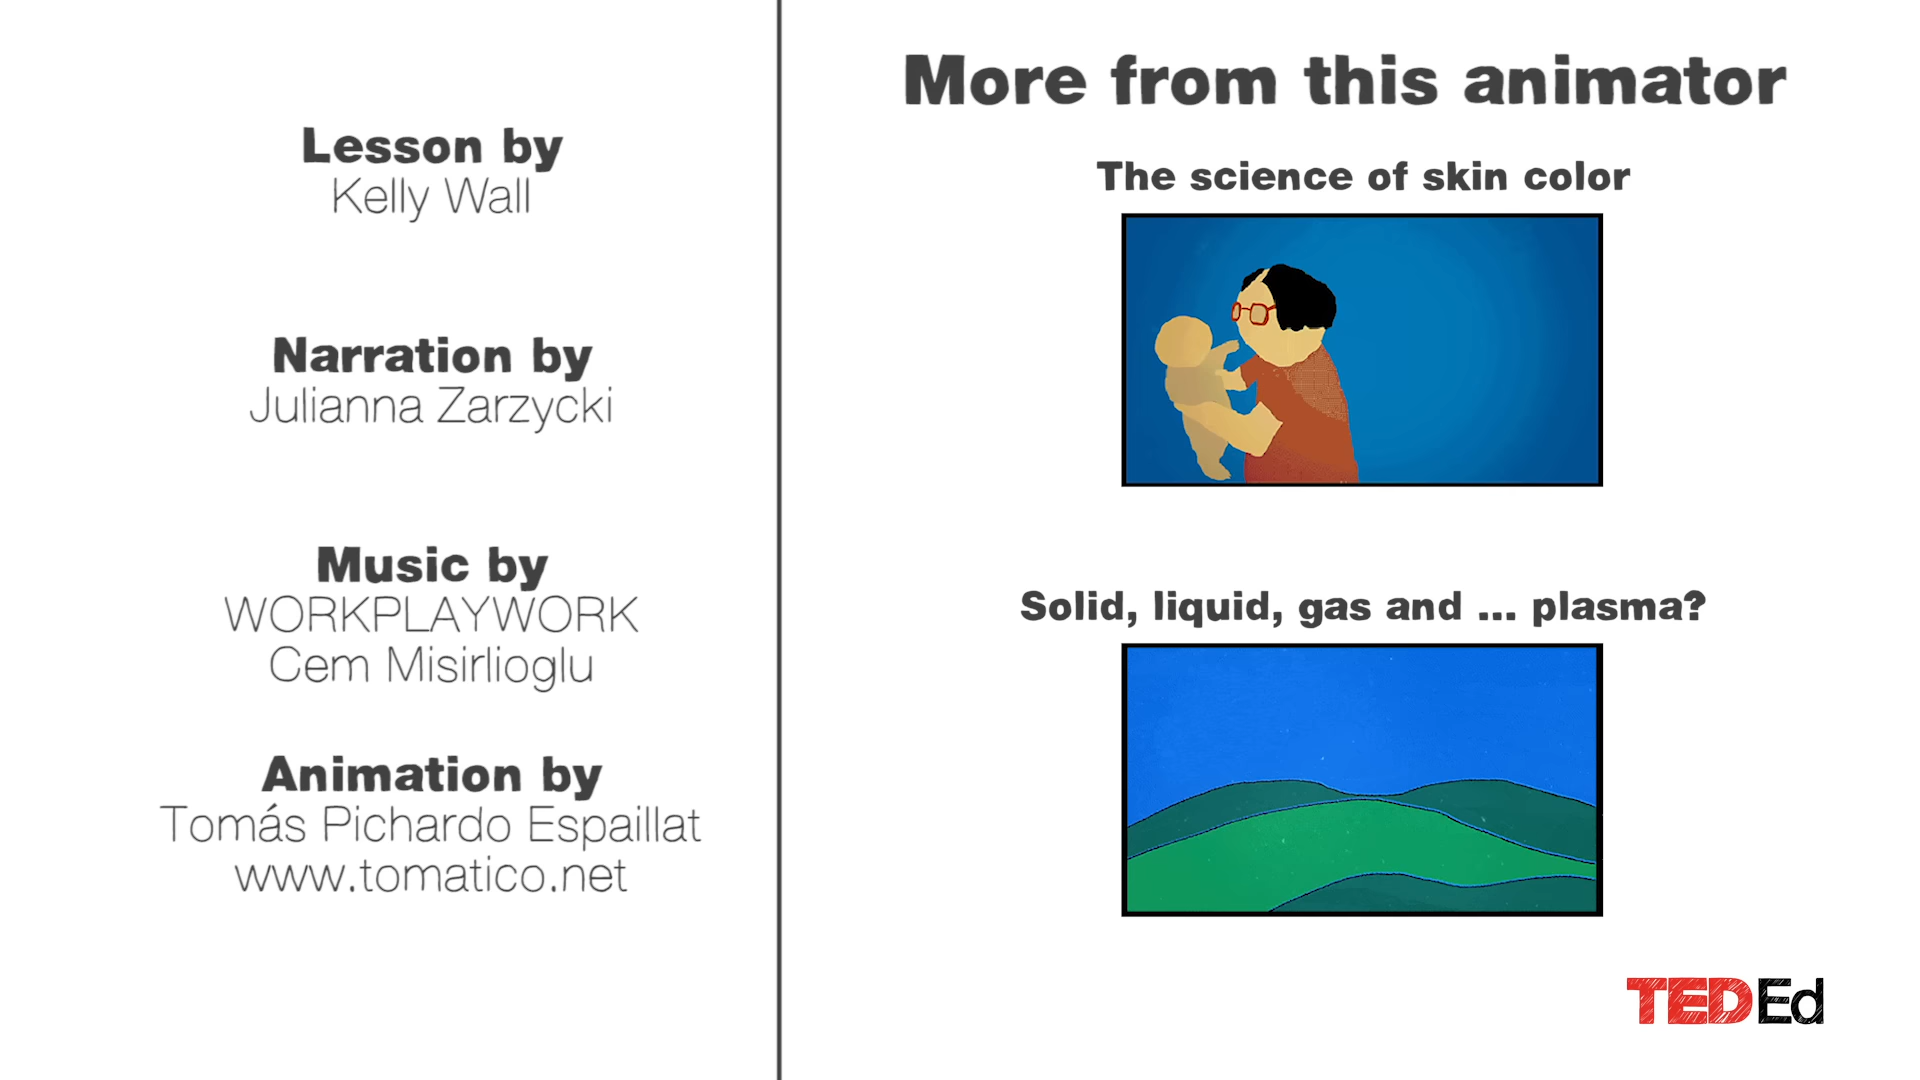 Lesson by
Kelly Wall
Narration by
Julianna Zarzycki
Music by
WORKPLAYWORK
Cem Misirlioglu
Animation by
Tomás Pichardo Espaillat
www.tomatico.net
More from this animator
The science of skin color
Solid, liquid, gas and ... plasma?
TEDEd